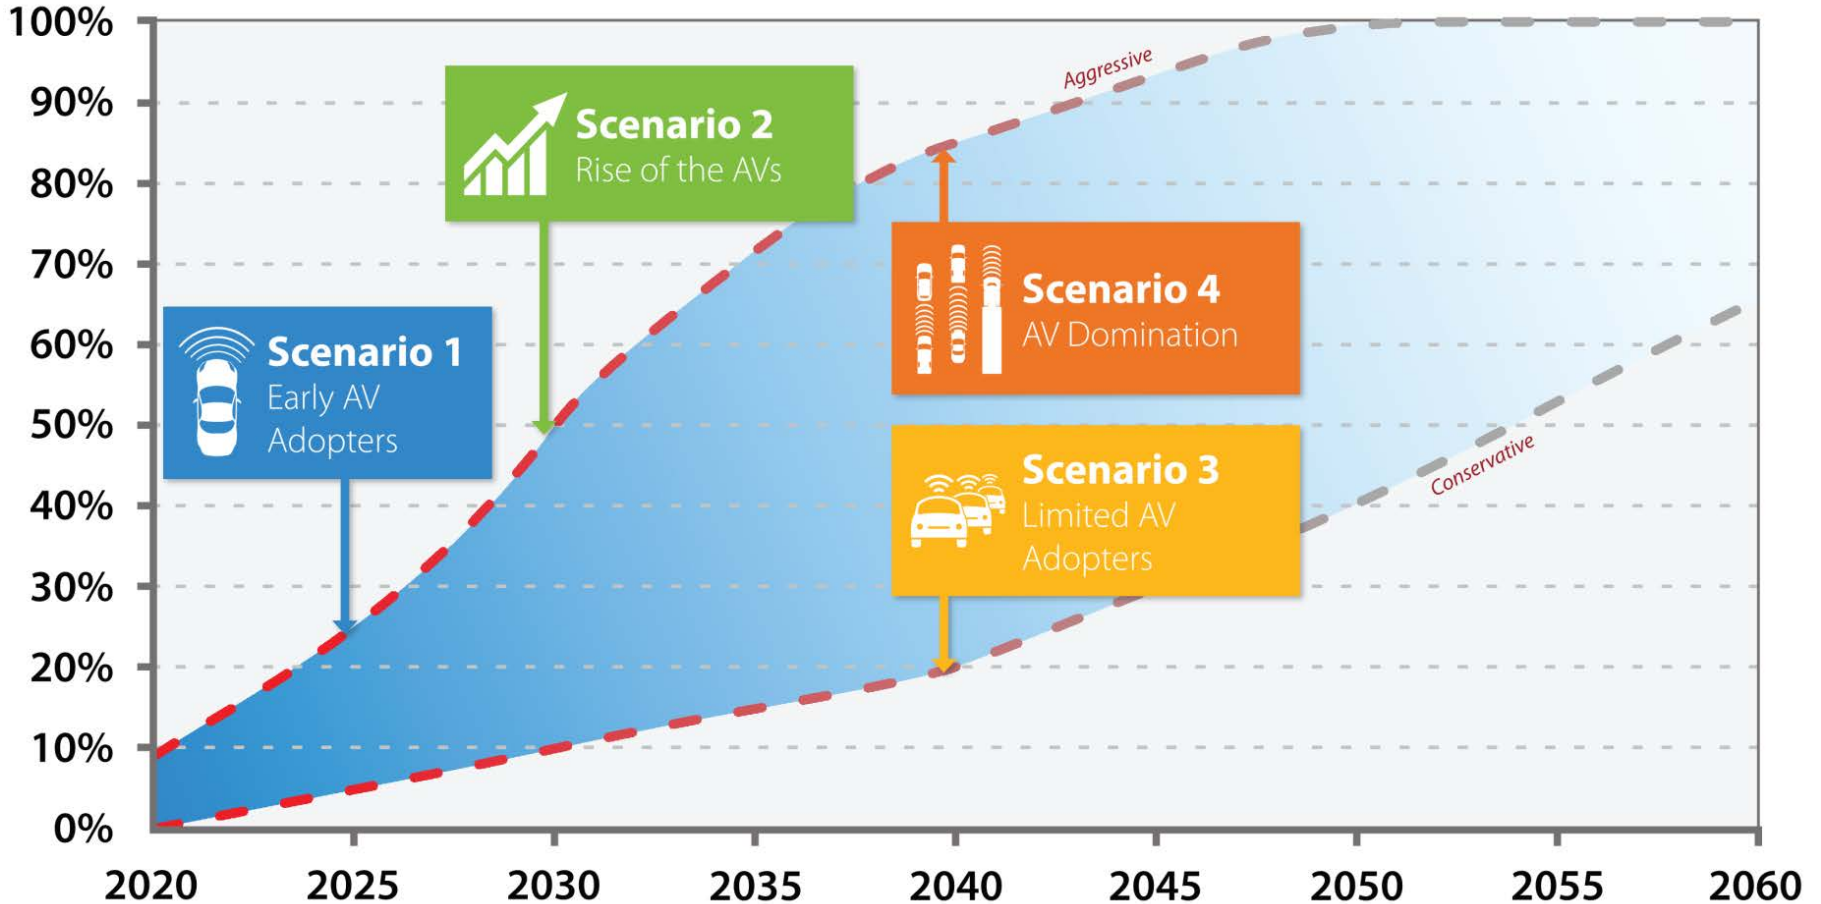 100%
90%
80%
70%
60%
50%
40%
30%
20%
10%
0%
Aggressive
Scenario 2
Rise of the AVs
Scenario 1
Early AV
Adopters
Scenario 4
AV Domination
Scenario 3
Limited AV
Adopters
Conservative
2020 2025 2030 2035 2040 2045 2050 2055 2060